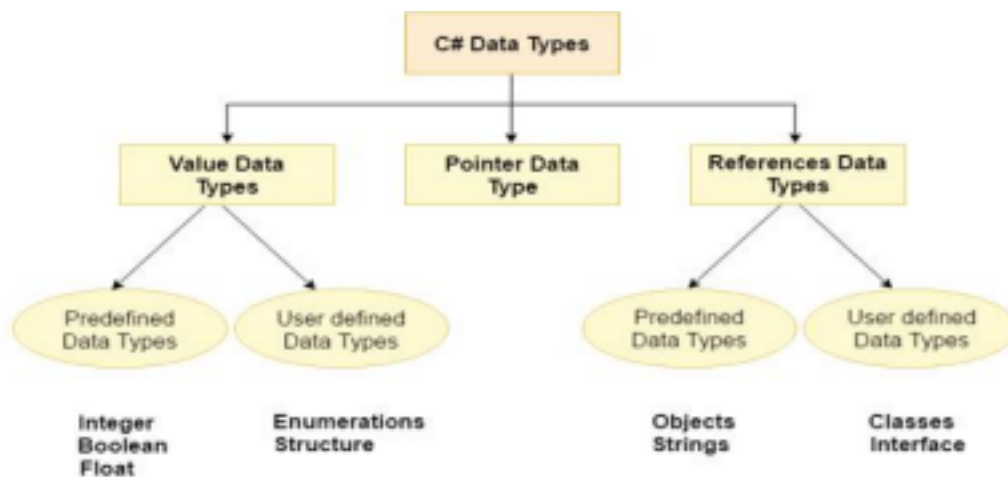 C# Data Types
Value Data
Types
Pointer Data
Type
References Data
Types
Predefined
Data Types
User defined
Data Types
Predefined
Data Types
User defined
Data Types
Integer
Boolean
Float
Enumerations
Structure
Objects
Strings
Classes
Interface